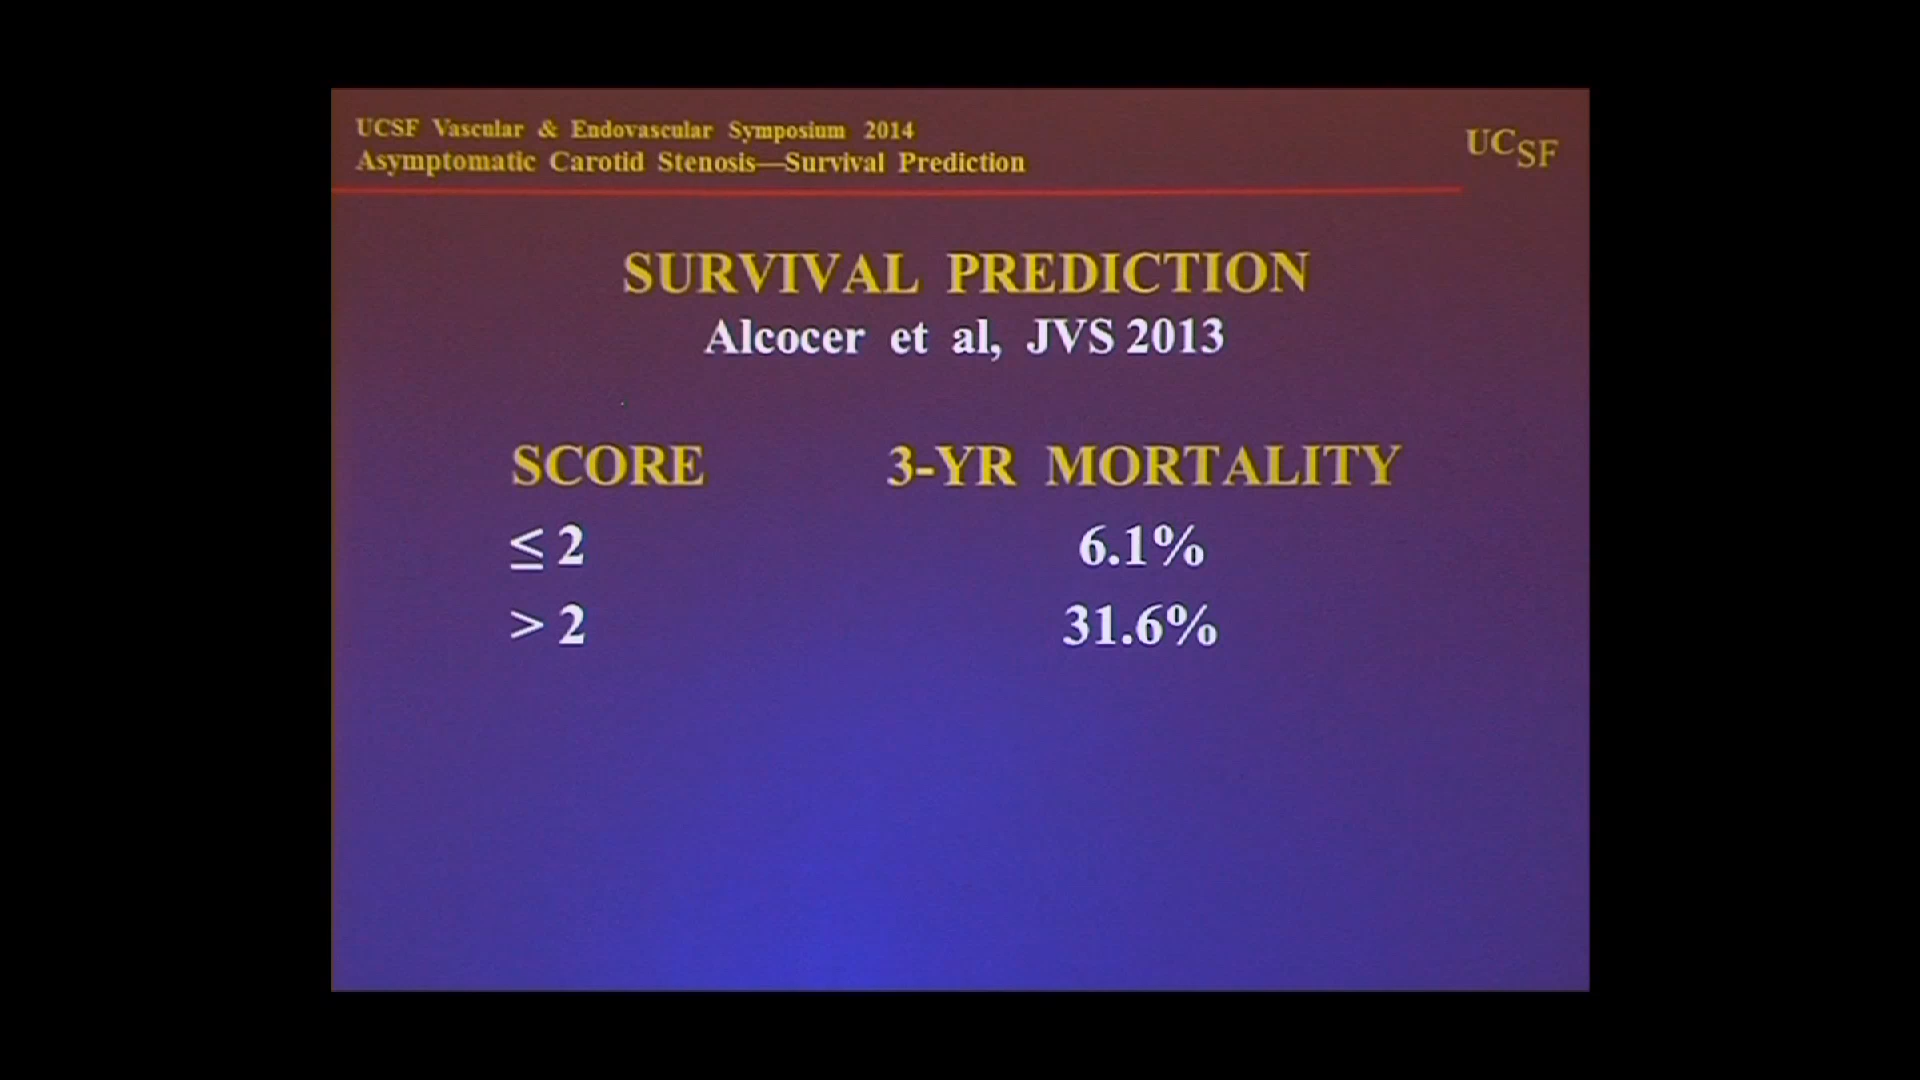 UCSF Vascular & Endovascular Symposium 2014
Asymptomatic Carotid Stenosis—Survival Prediction
UCSF
SURVIVAL PREDICTION
Alcocer et al, JVS 2013
SCORE 3-YR MORTALITY
≤ 2 6.1%
> 2 31.6%